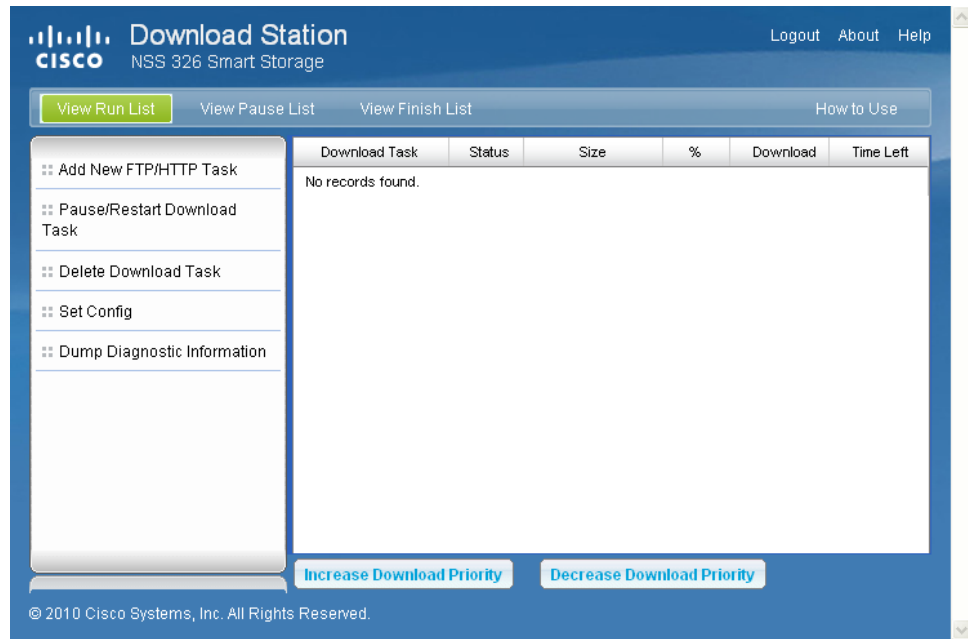 CISCO
Download Station
NSS 326 Smart Storage
Logout About Help
View Run List View Pause List View Finish List How to Use
Add New FTP/HTTP Task
Pause/Restart Download
Task
Delete Download Task
Set Config
Dump Diagnostic Information
Download Task Status Size % Download Time Left
No records found.
Increase Download Priority Decrease Download Priority
© 2010 Cisco Systems, Inc. All Rights Reserved.